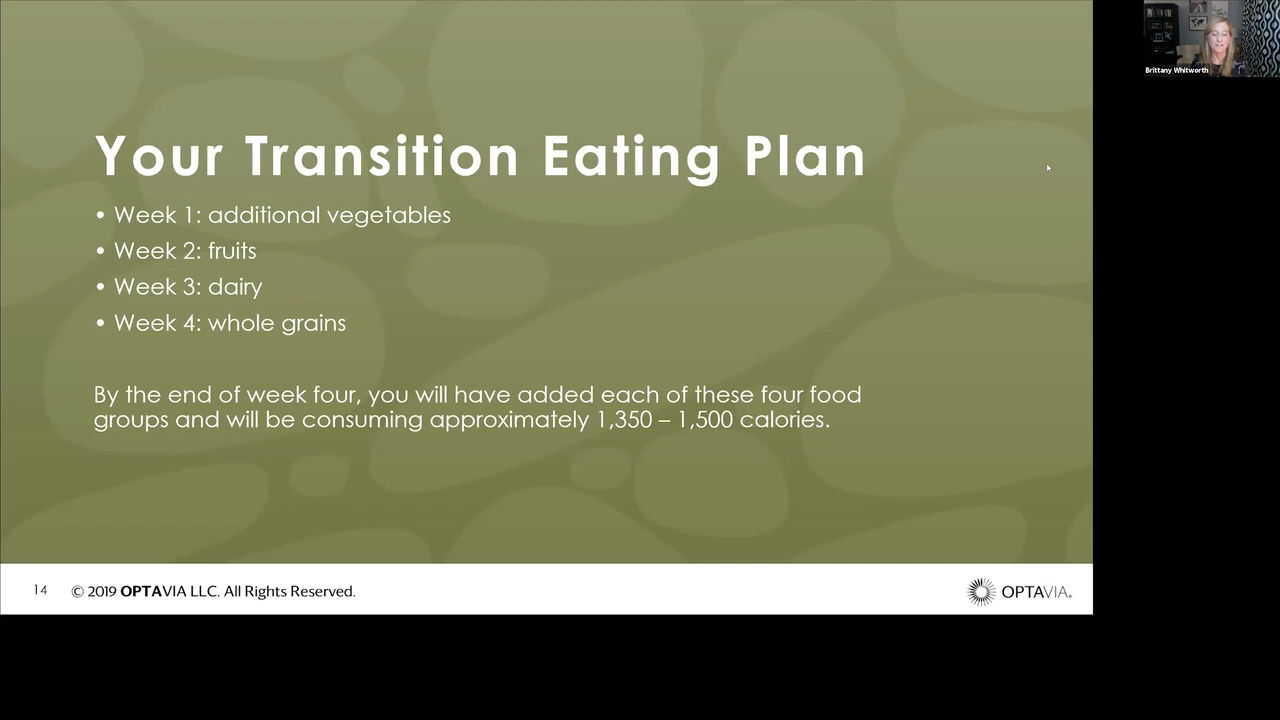 Your Transition Eating Plan
• Week 1: additional vegetables
• Week 2: fruits
• Week 3: dairy
• Week 4: whole grains
By the end of week four, you will have added each of these four food
groups and will be consuming approximately 1,350 – 1,500 calories.
14 © 2019 OPTAVIA LLC. All Rights Reserved.
OPTAVIA®
Brittany Whitworth